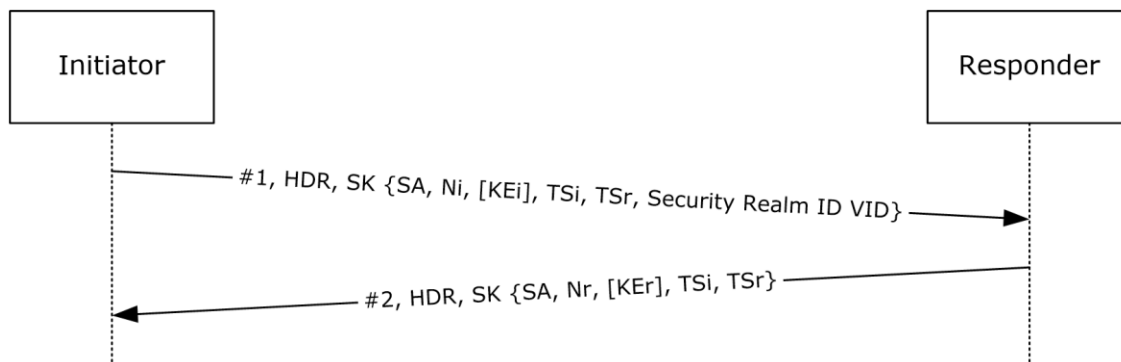 Initiator
Responder
#1, HDR, SK {SA, Ni, [KEi], TSi, TSr, Security Realm ID VID}
#2, HDR, SK {SA, Nr, [KEr], TSi, TSr}